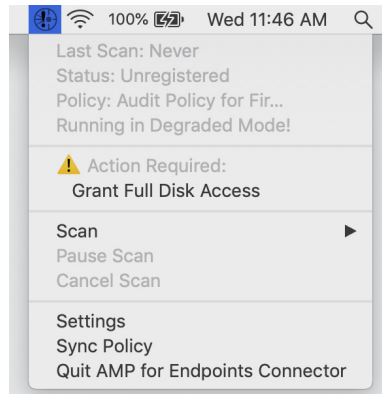 100% Wed 11:46 AM
Last Scan: Never
Status: Unregistered
Policy: Audit Policy for Fir...
Running in Degraded Mode!
Action Required:
Grant Full Disk Access
Scan
Pause Scan
Cancel Scan
Settings
Sync Policy
Quit AMP for Endpoints Connector